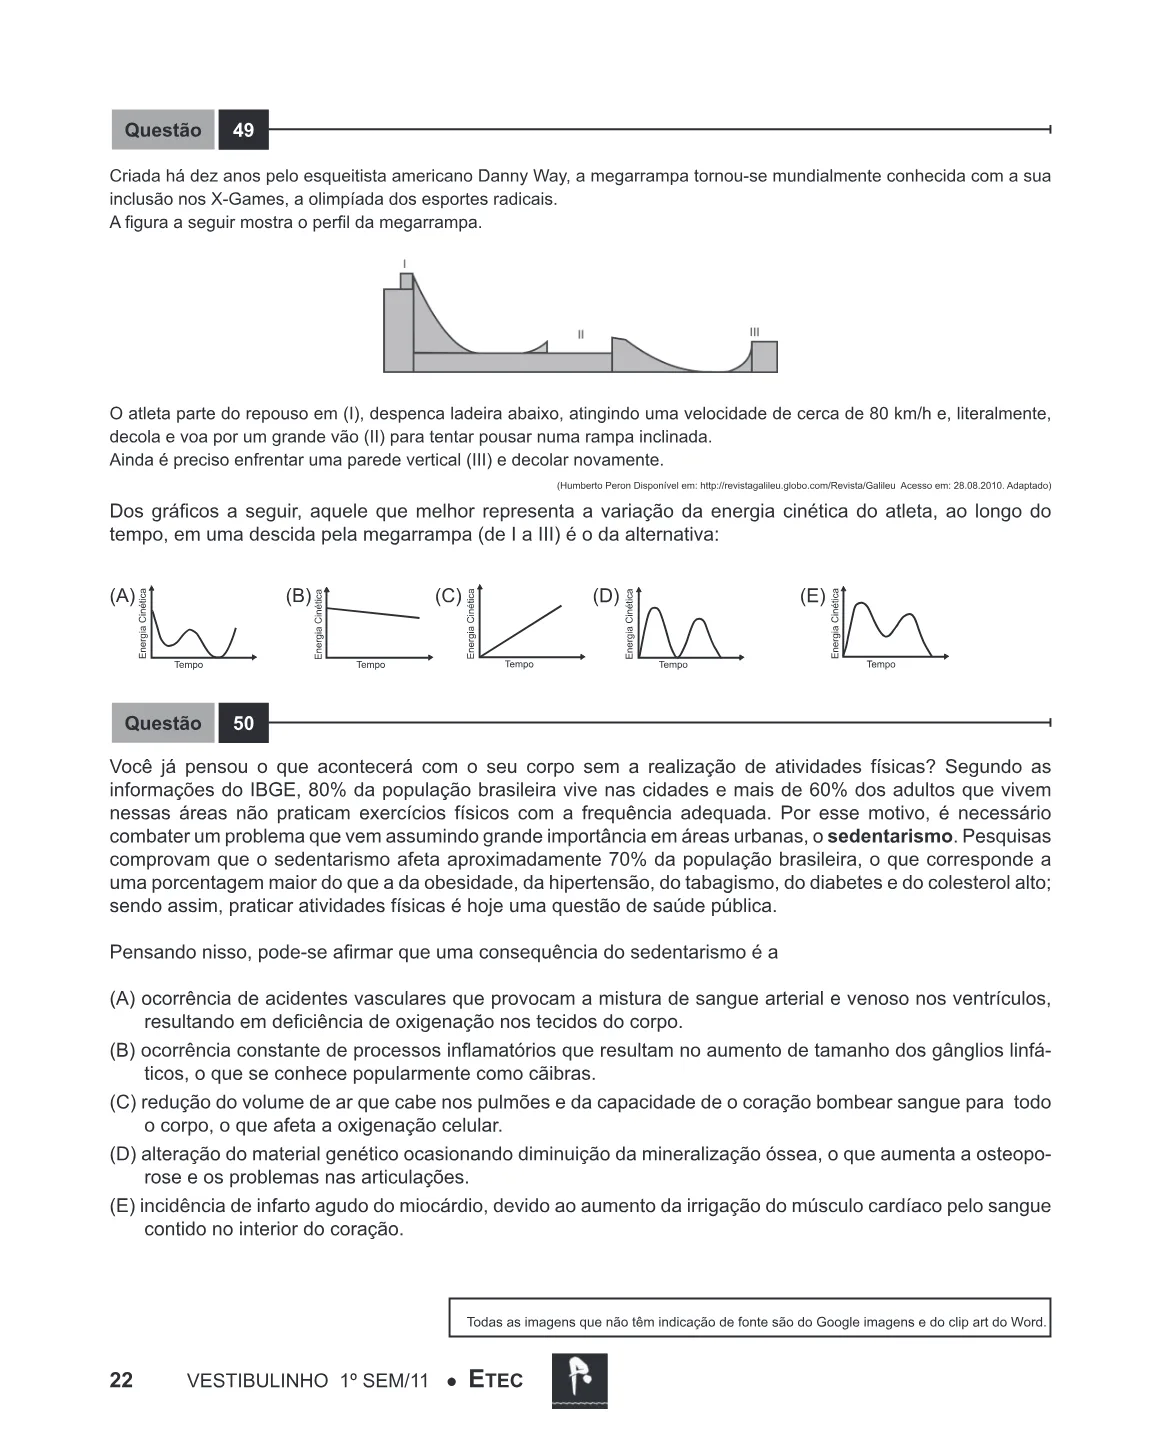 Questão 49
Criada há dez anos pelo esqueitista americano Danny Way, a megarrampa tornou-se mundialmente conhecida com a sua
inclusão nos X-Games, a olimpíada dos esportes radicais.
A figura a seguir mostra o perfil da megarrampa.
I
II
III
O atleta parte do repouso em (I), despenca ladeira abaixo, atingindo uma velocidade de cerca de 80 km/h e, literalmente,
decola e voa por um grande vão (II) para tentar pousar numa rampa inclinada.
Ainda é preciso enfrentar uma parede vertical (III) e decolar novamente.
(Humberto Peron Disponível em: http://revistagalileu.globo.com/Revista/Galileu Acesso em: 28.08.2010. Adaptado)
Dos gráficos a seguir, aquele que melhor representa a variação da energia cinética do atleta, ao longo do
tempo, em uma descida pela megarrampa (de I a III) é o da alternativa:
(A) Energia Cinética Tempo
(B) Energia Cinética Tempo
(C) Energia Cinética Tempo
(D) Energia Cinética Tempo
(E) Energia Cinética Tempo
Questão 50
Você já pensou o que acontecerá com o seu corpo sem a realização de atividades físicas? Segundo as
informações do IBGE, 80% da população brasileira vive nas cidades e mais de 60% dos adultos que vivem
nessas áreas não praticam exercícios físicos com a frequência adequada. Por esse motivo, é necessário
combater um problema que vem assumindo grande importância em áreas urbanas, o sedentarismo. Pesquisas
comprovam que o sedentarismo afeta aproximadamente 70% da população brasileira, o que corresponde a
uma porcentagem maior do que a da obesidade, da hipertensão, do tabagismo, do diabetes e do colesterol alto;
sendo assim, praticar atividades físicas é hoje uma questão de saúde pública.
Pensando nisso, pode-se afirmar que uma consequência do sedentarismo é a
(A) ocorrência de acidentes vasculares que provocam a mistura de sangue arterial e venoso nos ventrículos,
resultando em deficiência de oxigenação nos tecidos do corpo.
(B) ocorrência constante de processos inflamatórios que resultam no aumento de tamanho dos gânglios linfá-
ticos, o que se conhece popularmente como cãibras.
(C) redução do volume de ar que cabe nos pulmões e da capacidade de o coração bombear sangue para todo
o corpo, o que afeta a oxigenação celular.
(D) alteração do material genético ocasionando diminuição da mineralização óssea, o que aumenta a osteopo-
rose e os problemas nas articulações.
(E) incidência de infarto agudo do miocárdio, devido ao aumento da irrigação do músculo cardíaco pelo sangue
contido no interior do coração.
Todas as imagens que não têm indicação de fonte são do Google imagens e do clip art do Word.
22 VESTIBULINHO 1º SEM/11 • ETEC